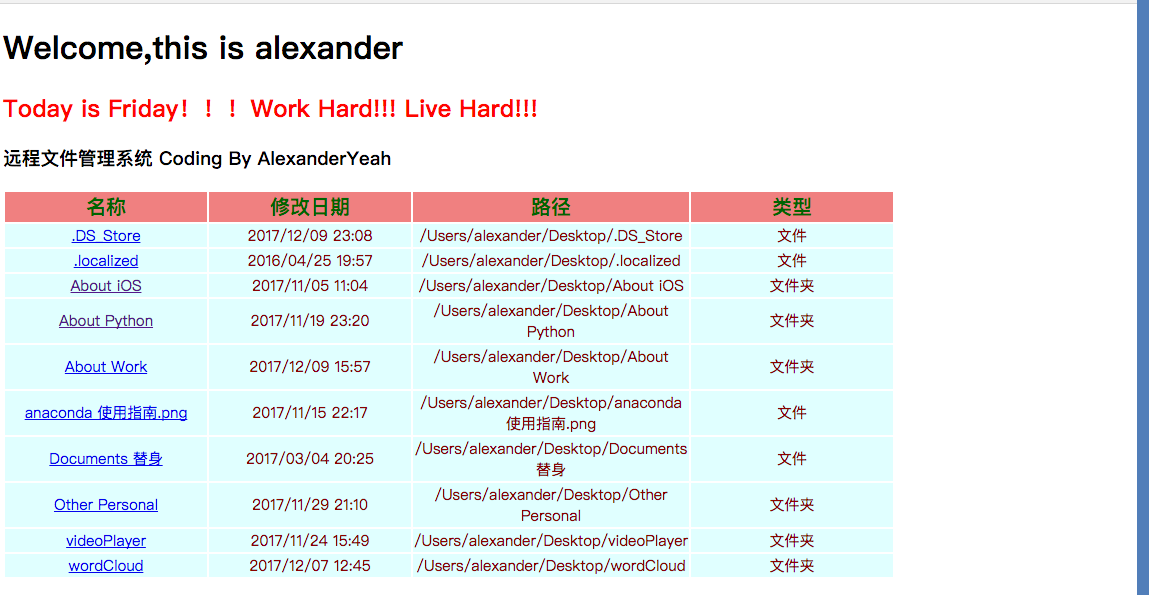 Welcome,this is alexander
Today is Friday！！！Work Hard!!! Live Hard!!!
远程文件管理系统 Coding By AlexanderYeah
名称 修改日期 路径 类型
.DS_Store 2017/12/09 23:08 /Users/alexander/Desktop/.DS_Store 文件
.localized 2016/04/25 19:57 /Users/alexander/Desktop/.localized 文件
About iOS 2017/11/05 11:04 /Users/alexander/Desktop/About iOS 文件夹
About Python 2017/11/19 23:20 /Users/alexander/Desktop/About
Python 文件夹
About Work 2017/12/09 15:57 /Users/alexander/Desktop/About
Work 文件夹
anaconda 使用指南.png 2017/11/15 22:17 /Users/alexander/Desktop/anaconda
使用指南.png 文件
Documents 替身 2017/03/04 20:25 /Users/alexander/Desktop/Documents
替身 文件
Other Personal 2017/11/29 21:10 /Users/alexander/Desktop/Other
Personal 文件夹
videoPlayer 2017/11/24 15:49 /Users/alexander/Desktop/videoPlayer 文件夹
wordCloud 2017/12/07 12:45 /Users/alexander/Desktop/wordCloud 文件夹